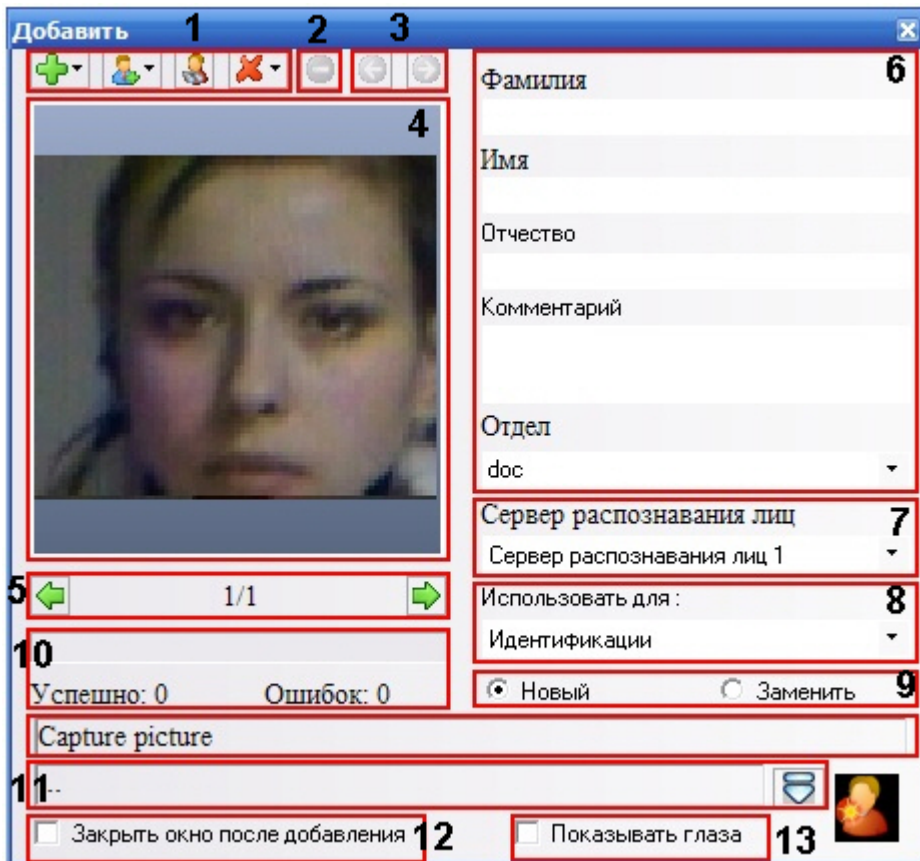 1 2 3
Добавить
6
Фамилия
4
Имя
Отчество
Комментарий
Отдел
doc
Сервер распознавания лиц
7
Сервер распознавания лиц 1
5
1/1
Использовать для :
8
Идентификации
10
Успешно: 0 Ошибок: 0
Новый Заменить
9
Capture picture
11
..
Закрыть окно после добавления
12
Показывать глаза
13